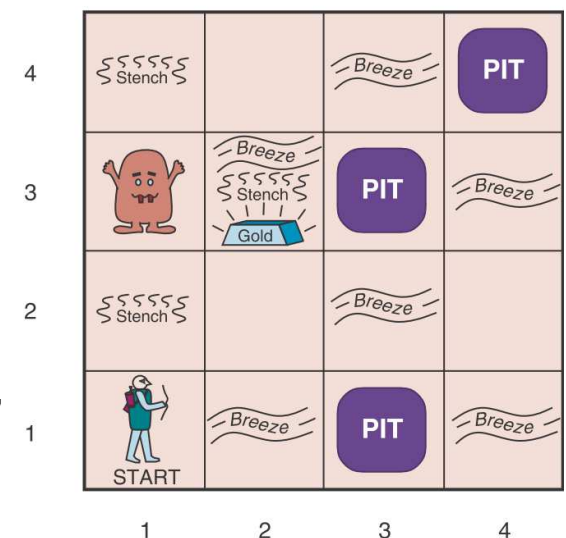 4
Stench
Breeze
PIT
3
Breeze
Stench
Gold
PIT
Breeze
2
Stench
Breeze
1
START
Breeze
PIT
Breeze
1 2 3 4